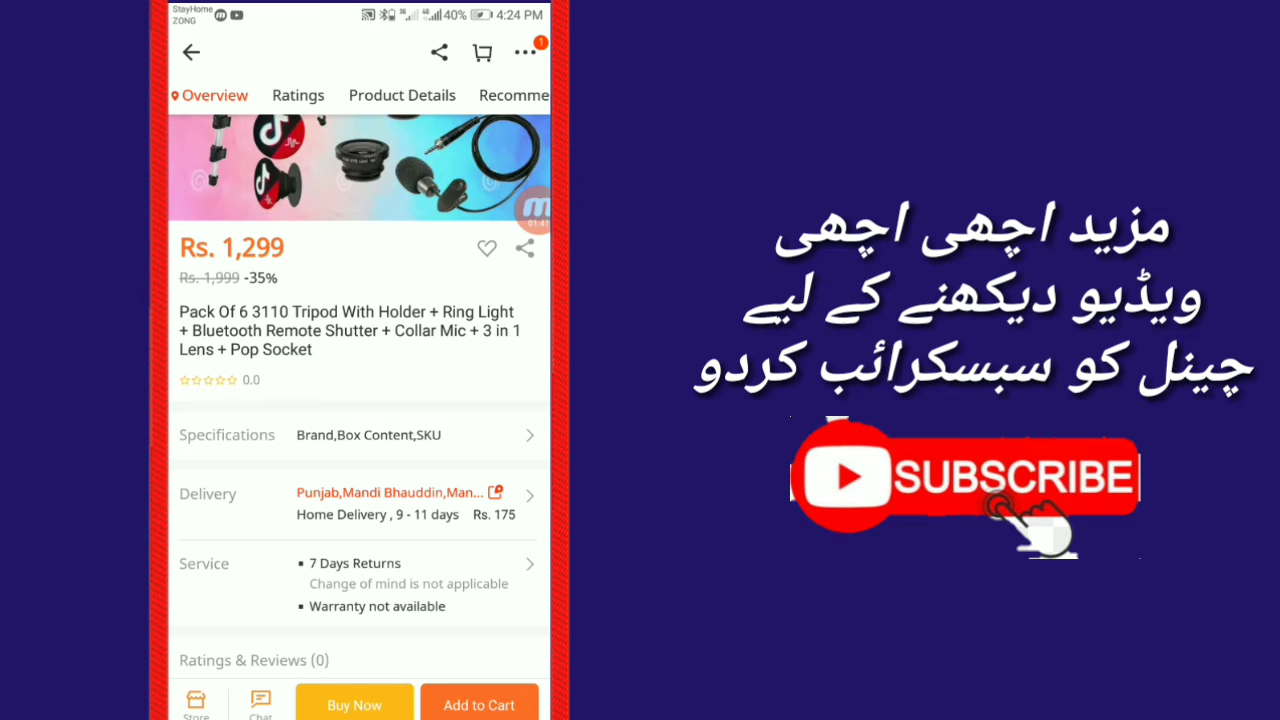 StayHome
ZONG
40% 4:24 PM
1
Overview Ratings Product Details Recomme
01:41
Rs. 1,299
Rs. 1,999 -35%
Pack Of 6 3110 Tripod With Holder + Ring Light
+ Bluetooth Remote Shutter + Collar Mic + 3 in 1
Lens + Pop Socket
0.0
Specifications Brand,Box Content,SKU
Delivery Punjab,Mandi Bhauddin,Man...
Home Delivery , 9 - 11 days Rs. 175
Service ▪ 7 Days Returns
Change of mind is not applicable
▪ Warranty not available
Ratings & Reviews (0)
Store Chat Buy Now Add to Cart
مزید اچھی اچھی
ویڈیو دیکھنے کے لیے
چینل کو سبسکرائب کردو
SUBSCRIBE